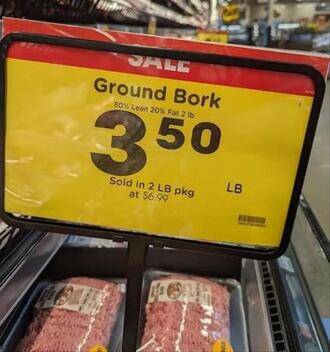 SALE
Ground Bork
80% Lean 20% Fat 2 lb
3 50
LB
Sold in 2 LB pkg
at $6.99